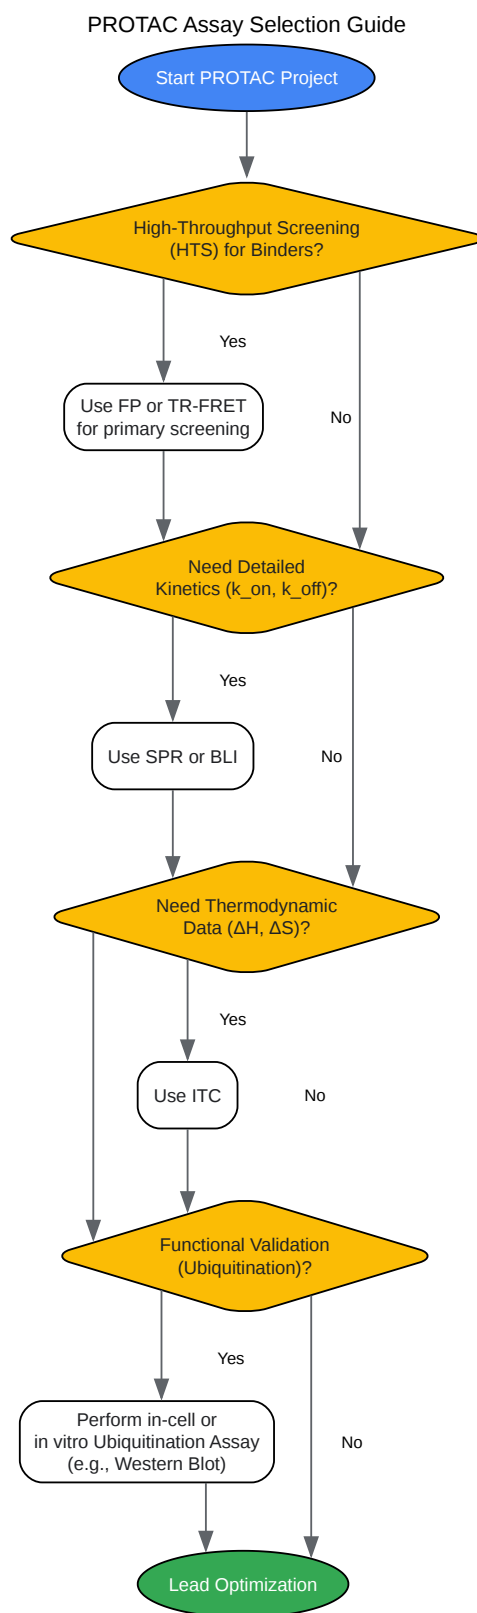 PROTAC Assay Selection Guide
Start PROTAC Project
High-Throughput Screening
(HTS) for Binders?
Yes
No
Use FP or TR-FRET
for primary screening
Need Detailed
Kinetics (k_on, k_off)?
Yes
No
Use SPR or BLI
Need Thermodynamic
Data (ΔH, ΔS)?
Yes
No
Use ITC
Functional Validation
(Ubiquitination)?
Yes
No
Perform in-cell or
in vitro Ubiquitination Assay
(e.g., Western Blot)
Lead Optimization